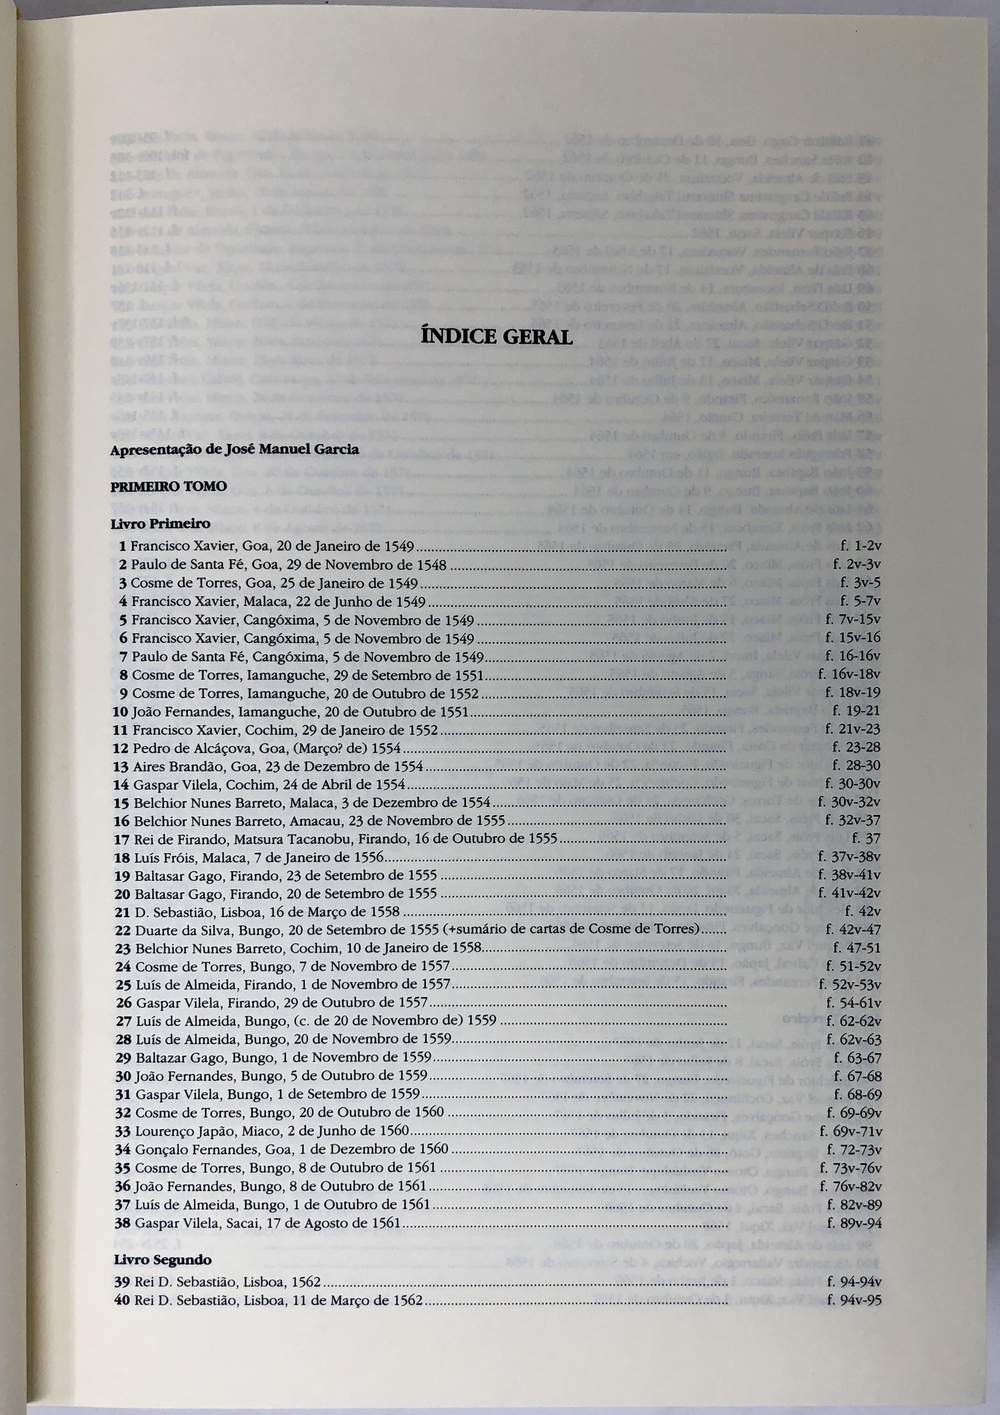 ÍNDICE GERAL
Apresentação de José Manuel Garcia
PRIMEIRO TOMO
Livro Primeiro
1 Francisco Xavier, Goa, 20 de Janeiro de 1549 f. 1-2v
2 Paulo de Santa Fé, Goa, 29 de Novembro de 1548 f. 2v-3v
3 Cosme de Torres, Goa, 25 de Janeiro de 1549 f. 3v-5
4 Francisco Xavier, Malaca, 22 de Junho de 1549 f. 5-7v
5 Francisco Xavier, Cangóxima, 5 de Novembro de 1549 f. 7v-15v
6 Francisco Xavier, Cangóxima, 5 de Novembro de 1549 f. 15v-16
7 Paulo de Santa Fé, Cangóxima, 5 de Novembro de 1549 f. 16-16v
8 Cosme de Torres, Iamanguche, 29 de Setembro de 1551 f. 16v-18v
9 Cosme de Torres, Iamanguche, 20 de Outubro de 1552 f. 18v-19
10 João Fernandes, Iamanguche, 20 de Outubro de 1551 f. 19-21
11 Francisco Xavier, Cochim, 29 de Janeiro de 1552 f. 21v-23
12 Pedro de Alcáçova, Goa, (Março? de) 1554 f. 23-28
13 Aires Brandão, Goa, 23 de Dezembro de 1554 f. 28-30
14 Gaspar Vilela, Cochim, 24 de Abril de 1554 f. 30-30v
15 Belchior Nunes Barreto, Malaca, 3 de Dezembro de 1554 f. 30v-32v
16 Belchior Nunes Barreto, Amacau, 23 de Novembro de 1555 f. 32v-37
17 Rei de Firando, Matsura Tacanobu, Firando, 16 de Outubro de 1555 f. 37
18 Luís Fróis, Malaca, 7 de Janeiro de 1556 f. 37v-38v
19 Baltasar Gago, Firando, 23 de Setembro de 1555 f. 38v-41v
20 Baltasar Gago, Firando, 20 de Setembro de 1555 f. 41v-42v
21 D. Sebastião, Lisboa, 16 de Março de 1558 f. 42v
22 Duarte da Silva, Bungo, 20 de Setembro de 1555 (+sumário de cartas de Cosme de Torres) f. 42v-47
23 Belchior Nunes Barreto, Cochim, 10 de Janeiro de 1558 f. 47-51
24 Cosme de Torres, Bungo, 7 de Novembro de 1557 f. 51-52v
25 Luís de Almeida, Firando, 1 de Novembro de 1557 f. 52v-53v
26 Gaspar Vilela, Firando, 29 de Outubro de 1557 f. 54-61v
27 Luís de Almeida, Bungo, (c. de 20 de Novembro de) 1559 f. 62-62v
28 Luís de Almeida, Bungo, 20 de Novembro de 1559 f. 62v-63
29 Baltazar Gago, Bungo, 1 de Novembro de 1559 f. 63-67
30 João Fernandes, Bungo, 5 de Outubro de 1559 f. 67-68
31 Gaspar Vilela, Bungo, 1 de Setembro de 1559 f. 68-69
32 Cosme de Torres, Bungo, 20 de Outubro de 1560 f. 69-69v
33 Lourenço Japão, Miaco, 2 de Junho de 1560 f. 69v-71v
34 Gonçalo Fernandes, Goa, 1 de Dezembro de 1560 f. 72-73v
35 Cosme de Torres, Bungo, 8 de Outubro de 1561 f. 73v-76v
36 João Fernandes, Bungo, 8 de Outubro de 1561 f. 76v-82v
37 Luís de Almeida, Bungo, 1 de Outubro de 1561 f. 82v-89
38 Gaspar Vilela, Sacai, 17 de Agosto de 1561 f. 89v-94
Livro Segundo
39 Rei D. Sebastião, Lisboa, 1562 f. 94-94v
40 Rei D. Sebastião, Lisboa, 11 de Março de 1562 f. 94v-95